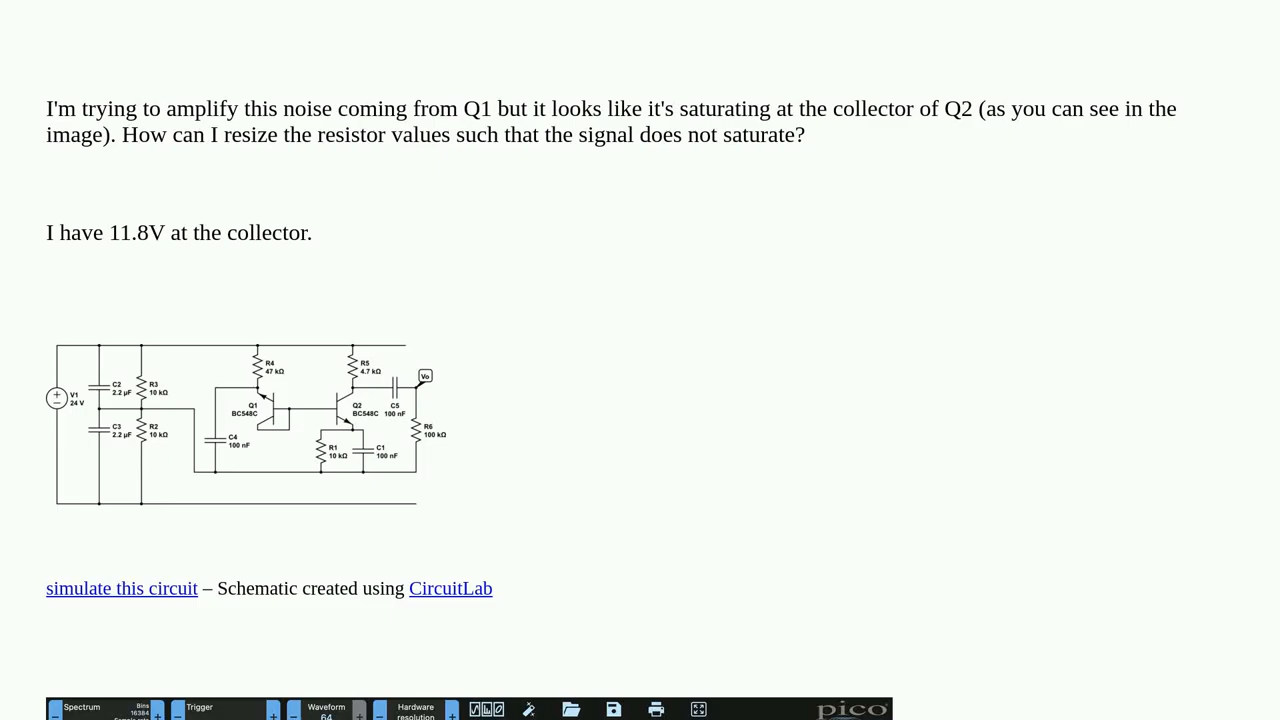 I'm trying to amplify this noise coming from Q1 but it looks like it's saturating at the collector of Q2 (as you can see in the
image). How can I resize the resistor values such that the signal does not saturate?
I have 11.8V at the collector.
V1
24 V
C2
2.2 µF
R3
10 kΩ
C3
2.2 µF
R2
10 kΩ
R4
47 kΩ
Q1
BC548C
C4
100 nF
R5
4.7 kΩ
Q2
BC548C
C5
100 nF
Vo
R1
10 kΩ
C1
100 nF
R6
100 kΩ
simulate this circuit – Schematic created using CircuitLab
Spectrum
Bins
16384
Trigger
Waveform
64
Hardware
resolution
pico